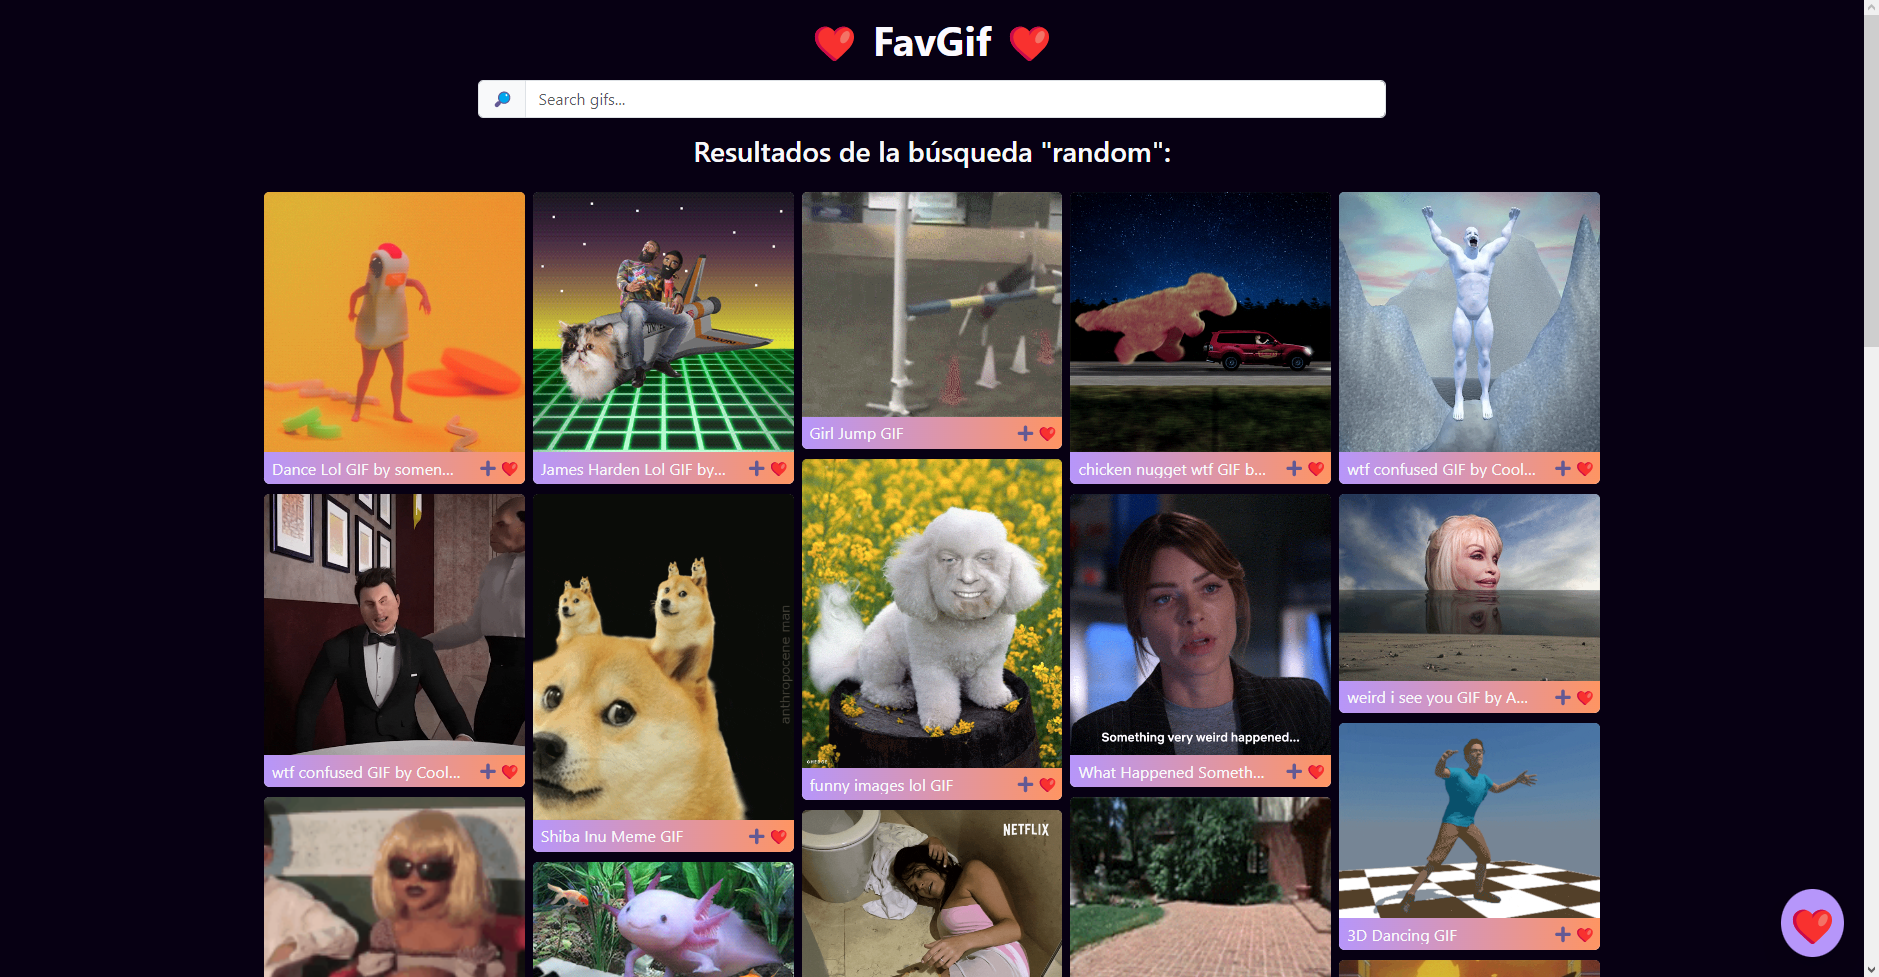 FavGif
Search gifs...
Resultados de la búsqueda "random":
Dance Lol GIF by somen...
James Harden Lol GIF by...
Girl Jump GIF
chicken nugget wtf GIF b...
wtf confused GIF by Cool...
wtf confused GIF by Cool...
anthropocene man
Shiba Inu Meme GIF
GHERGE
funny images lol GIF
Something very weird happened...
What Happened Someth...
weird i see you GIF by A...
NETFLIX
3D Dancing GIF